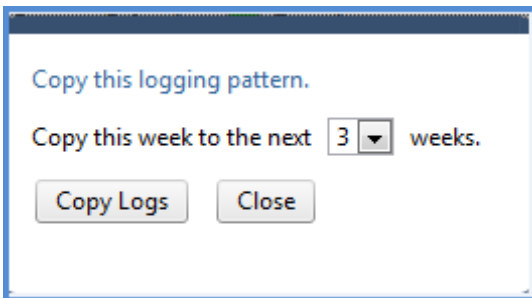 Copy this logging pattern.
Copy this week to the next 3 weeks.
Copy Logs Close